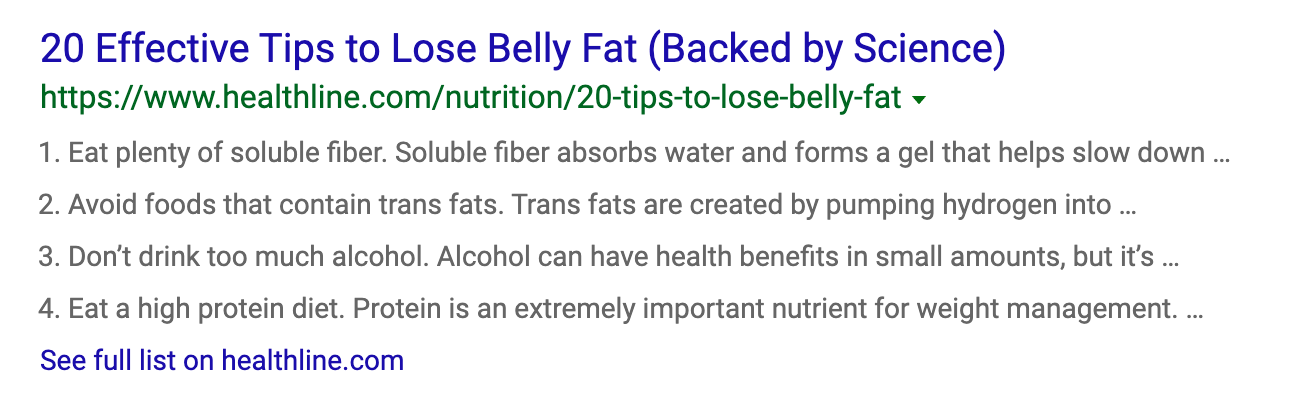 20 Effective Tips to Lose Belly Fat (Backed by Science)
https://www.healthline.com/nutrition/20-tips-to-lose-belly-fat
1. Eat plenty of soluble fiber. Soluble fiber absorbs water and forms a gel that helps slow down ...
2. Avoid foods that contain trans fats. Trans fats are created by pumping hydrogen into ...
3. Don’t drink too much alcohol. Alcohol can have health benefits in small amounts, but it’s ...
4. Eat a high protein diet. Protein is an extremely important nutrient for weight management. ...
See full list on healthline.com